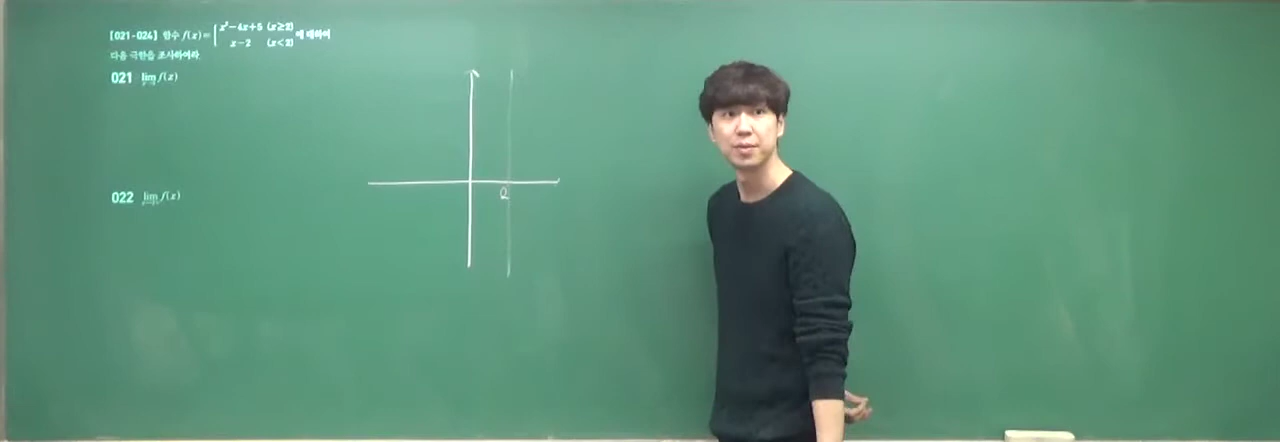 [021-024] 함수 f(x)= { x²-4x+5 (x≥2)
x-2 (x<2) 에 대하여
다음 극한을 조사하여라.
021 lim f(x)
022 lim f(x)
2